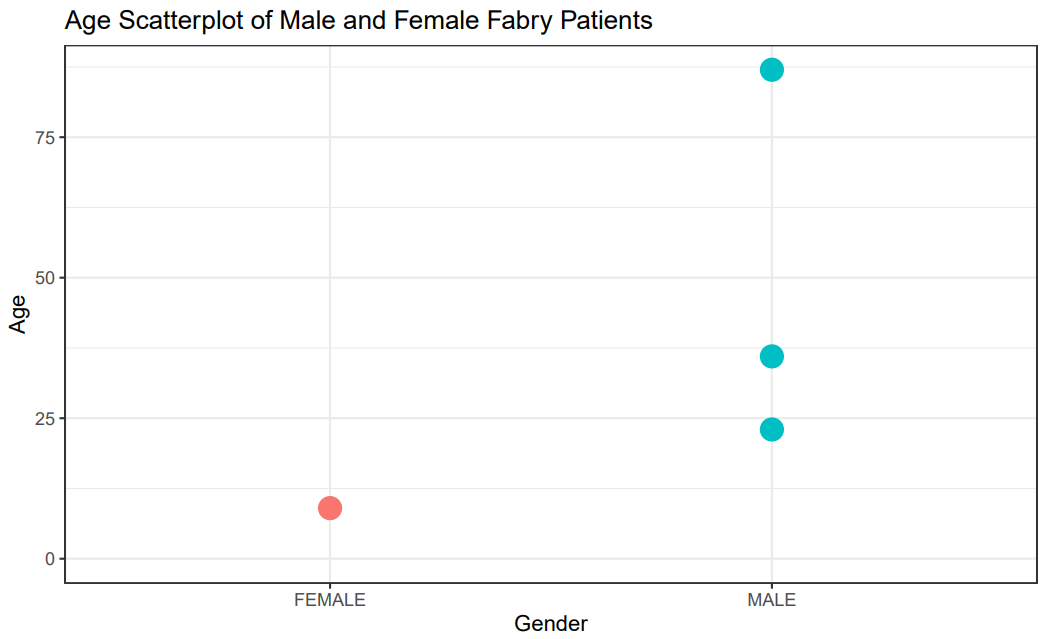 Age Scatterplot of Male and Female Fabry Patients
75
50
25
0
Age
FEMALE
MALE
Gender